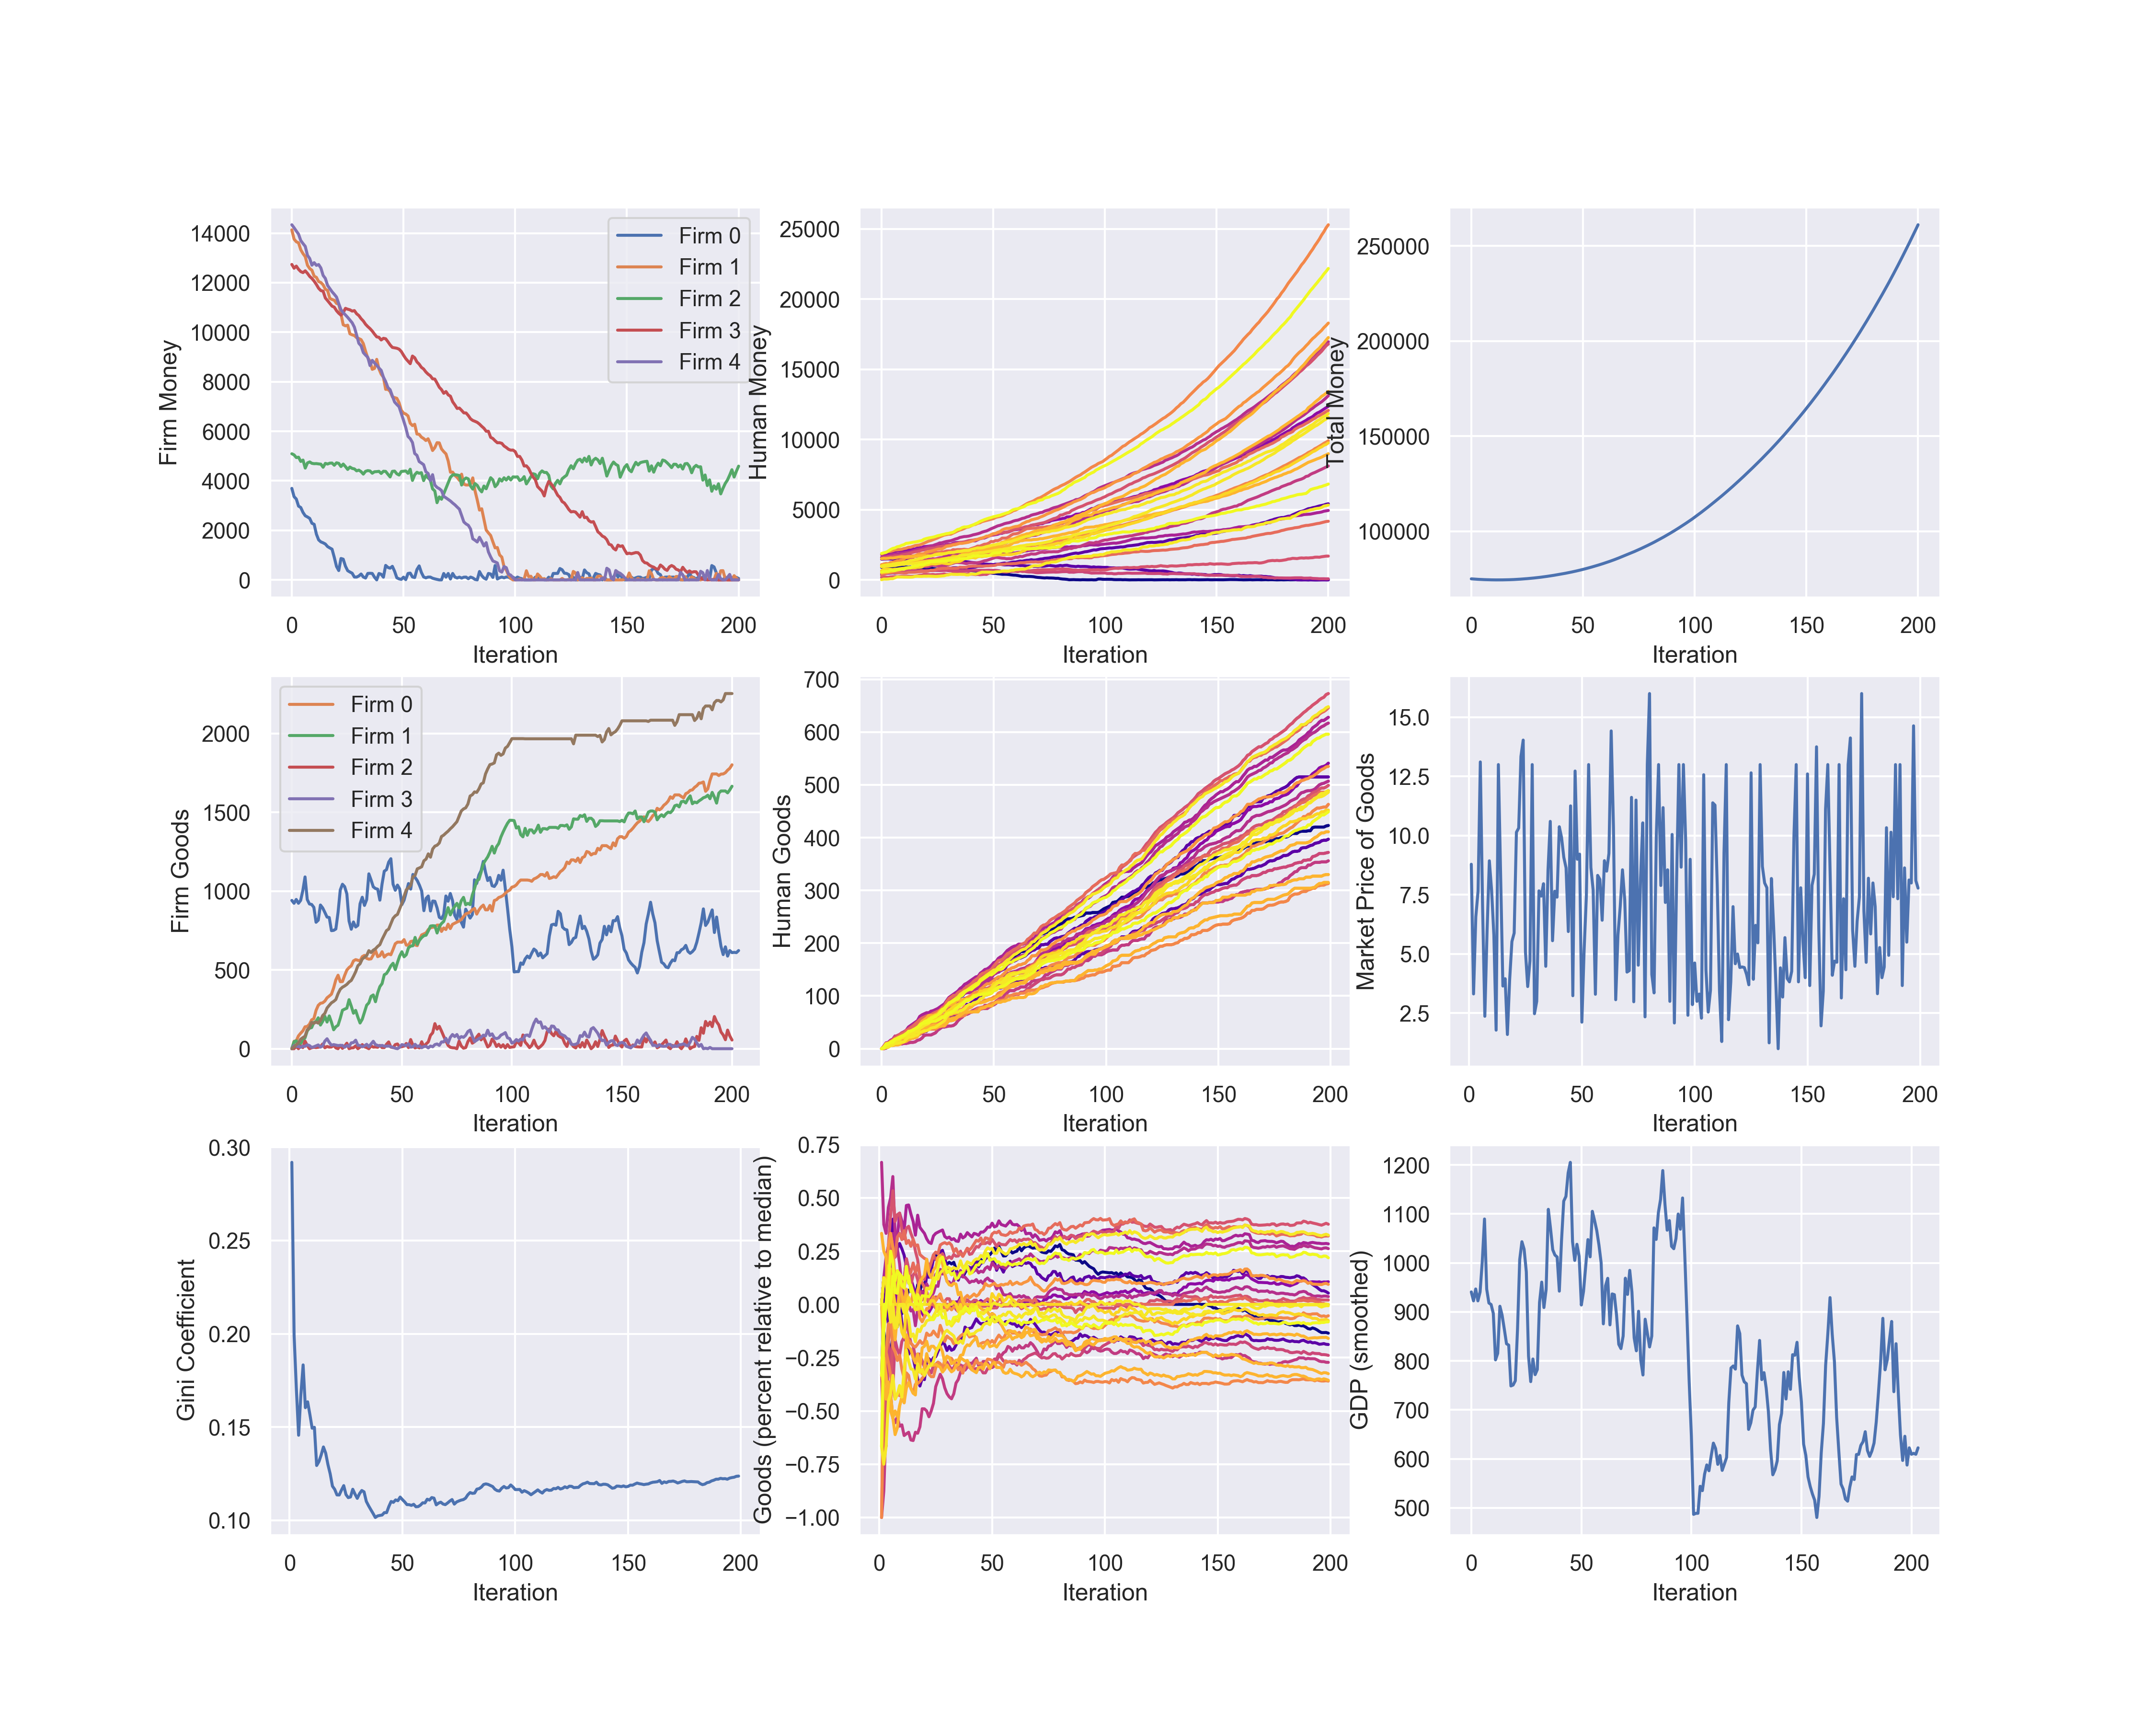 14000
12000
10000
8000
6000
4000
2000
0
Firm Money
0 50 100 150 200
Iteration
Firm 0
Firm 1
Firm 2
Firm 3
Firm 4
25000
20000
15000
10000
5000
0
Human Money
0 50 100 150 200
Iteration
250000
200000
150000
100000
Total Money
0 50 100 150 200
Iteration
2000
1500
1000
500
0
Firm Goods
0 50 100 150 200
Iteration
Firm 0
Firm 1
Firm 2
Firm 3
Firm 4
700
600
500
400
300
200
100
0
Human Goods
0 50 100 150 200
Iteration
15.0
12.5
10.0
7.5
5.0
2.5
Market Price of Goods
0 50 100 150 200
Iteration
0.30
0.25
0.20
0.15
0.10
Gini Coefficient
0 50 100 150 200
Iteration
0.75
0.50
0.25
0.00
−0.25
−0.50
−0.75
−1.00
Goods (percent relative to median)
0 50 100 150 200
Iteration
1200
1100
1000
900
800
700
600
500
GDP (smoothed)
0 50 100 150 200
Iteration